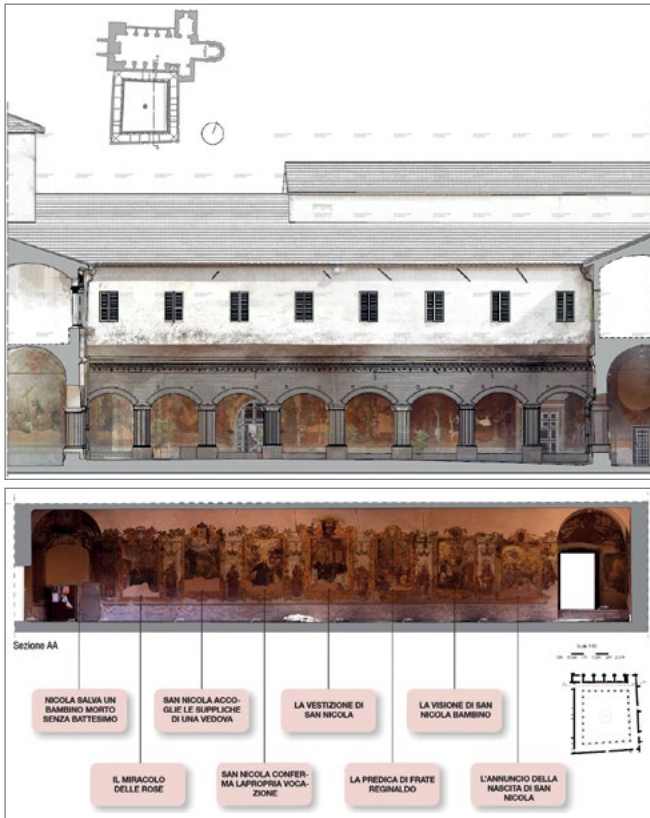 Sezione AA
NICOLA SALVA UN
BAMBINO MORTO
SENZA BATTESIMO
SAN NICOLA ACCO-
GLIE LE SUPPLICHE
DI UNA VEDOVA
LA VESTIZIONE DI
SAN NICOLA
LA VISIONE DI SAN
NICOLA BAMBINO
IL MIRACOLO
DELLE ROSE
SAN NICOLA CONFER-
MA LAPROPRIA VOCA-
ZIONE
LA PREDICA DI FRATE
REGINALDO
L'ANNUNCIO DELLA
NASCITA DI SAN
NICOLA